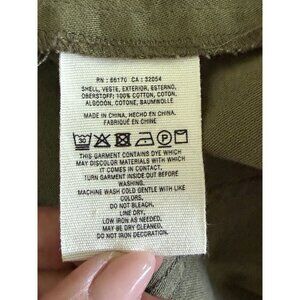 RN : 66170 CA : 32054
SHELL, VESTE, EXTERIOR, ESTERNO,
OBERSTOFF: 100% COTTON, COTON,
ALGODÓN, COTONE, BAUMWOLLE
MADE IN CHINA, HECHO EN CHINA,
FABRIQUÉ EN CHINE
30
THIS GARMENT CONTAINS DYE WHICH
MAY DISCOLOR MATERIALS WITH WHICH
IT COMES IN CONTACT.
TURN GARMENT INSIDE OUT BEFORE
WASHING.
MACHINE WASH COLD GENTLE WITH LIKE
COLORS.
DO NOT BLEACH.
LINE DRY.
LOW IRON AS NEEDED.
MAY BE DRY CLEANED.
DO NOT IRON DECORATION.